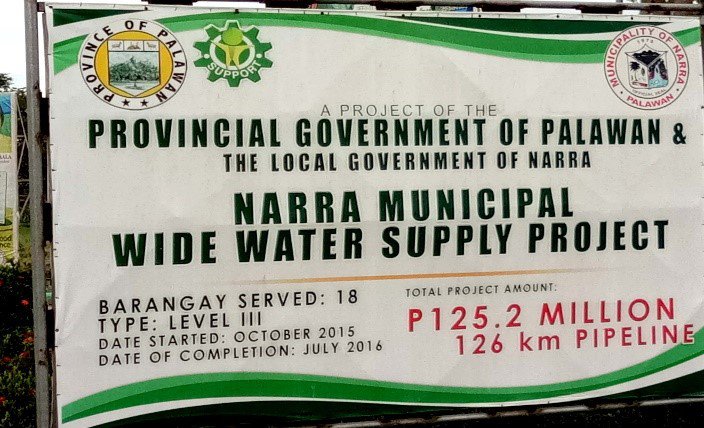 PROVINCE OF PALAWAN
SUPPORT
MUNICIPALITY OF NARRA
PALAWAN
A PROJECT OF THE
PROVINCIAL GOVERNMENT OF PALAWAN &
THE LOCAL GOVERNMENT OF NARRA
NARRA MUNICIPAL
WIDE WATER SUPPLY PROJECT
BARANGAY SERVED: 18
TYPE: LEVEL III
DATE STARTED: OCTOBER 2015
DATE OF COMPLETION: JULY 2016
TOTAL PROJECT AMOUNT:
P125.2 MILLION
126 km PIPELINE